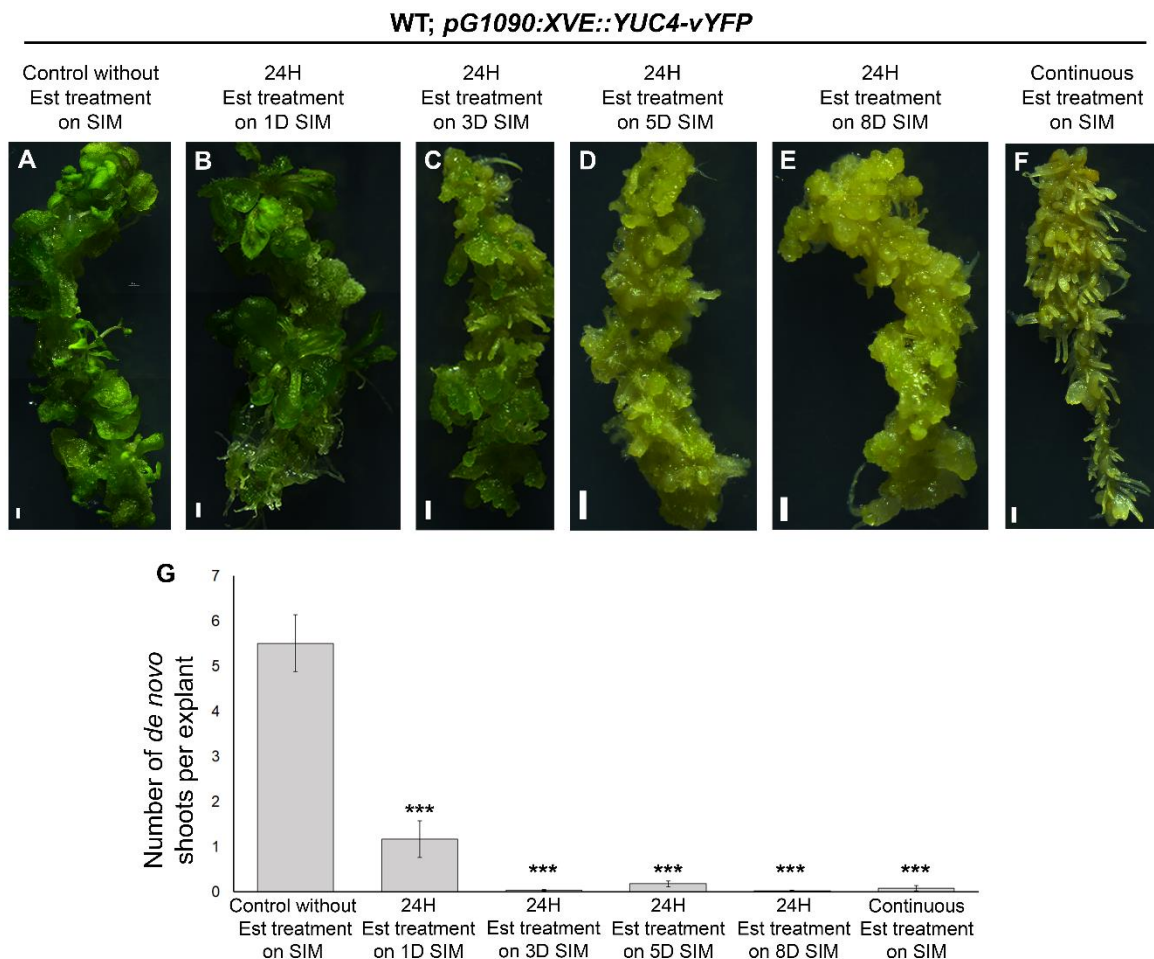 WT; pG1090:XVE::YUC4-vYFP
Control without
Est treatment
on SIM
24H
Est treatment
on 1D SIM
24H
Est treatment
on 3D SIM
24H
Est treatment
on 5D SIM
24H
Est treatment
on 8D SIM
Continuous
Est treatment
on SIM
A
B
C
D
E
F
G
Number of de novo
shoots per explant
7
6
5
4
3
2
1
0
***
***
***
***
***
Control without
Est treatment
on SIM
24H
Est treatment
on 1D SIM
24H
Est treatment
on 3D SIM
24H
Est treatment
on 5D SIM
24H
Est treatment
on 8D SIM
Continuous
Est treatment
on SIM